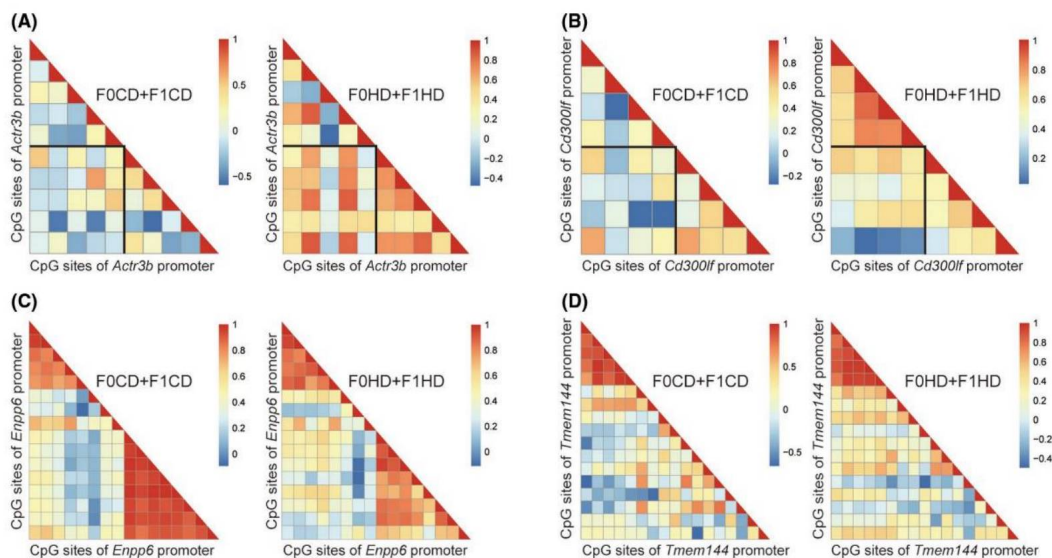 (A)
CpG sites of Actr3b promoter
F0CD+F1CD
1
0.5
0
−0.5
CpG sites of Actr3b promoter
CpG sites of Actr3b promoter
F0HD+F1HD
1
0.8
0.6
0.4
0.2
0
−0.2
−0.4
CpG sites of Actr3b promoter
(B)
CpG sites of Cd300lf promoter
F0CD+F1CD
1
0.8
0.6
0.4
0.2
0
−0.2
CpG sites of Cd300lf promoter
CpG sites of Cd300lf promoter
F0HD+F1HD
1
0.8
0.6
0.4
0.2
CpG sites of Cd300lf promoter
(C)
CpG sites of Enpp6 promoter
F0CD+F1CD
1
0.8
0.6
0.4
0.2
0
CpG sites of Enpp6 promoter
CpG sites of Enpp6 promoter
F0HD+F1HD
1
0.8
0.6
0.4
0.2
0
CpG sites of Enpp6 promoter
(D)
CpG sites of Tmem144 promoter
F0CD+F1CD
1
0.5
0
−0.5
CpG sites of Tmem144 promoter
CpG sites of Tmem144 promoter
F0HD+F1HD
1
0.8
0.6
0.4
0.2
0
−0.2
−0.4
CpG sites of Tmem144 promoter